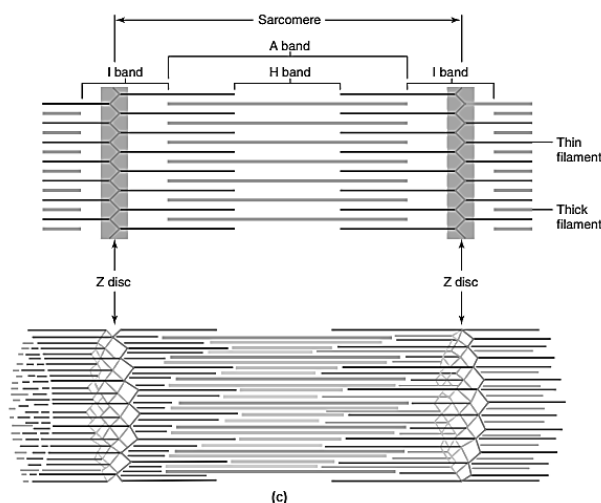 Sarcomere
A band
I band
H band
I band
Thin
filament
Thick
filament
Z disc
Z disc
(c)